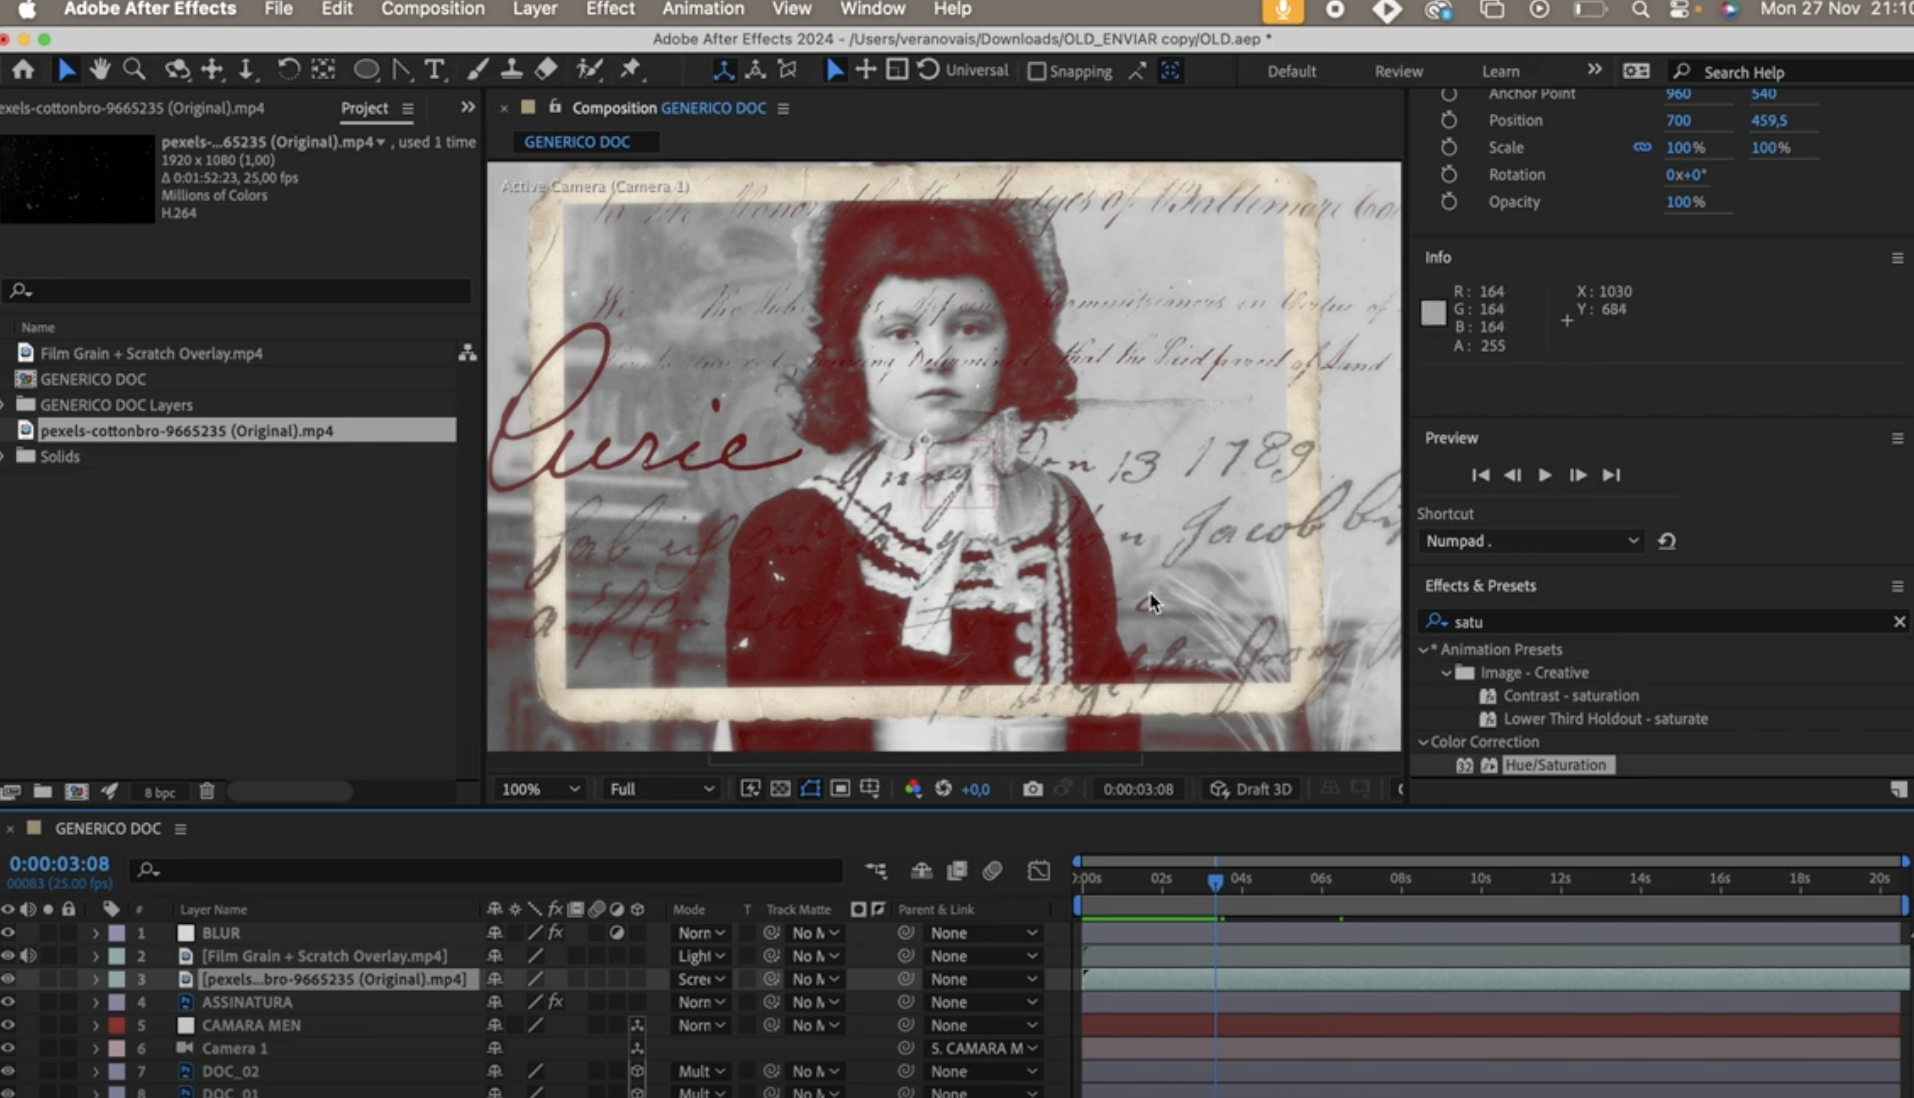 Adobe After Effects File Edit Composition Layer Effect Animation View Window Help Mon 27 Nov 21:10
Adobe After Effects 2024 - /Users/veranovais/Downloads/OLD_ENVIAR copy/OLD.aep *
Universal Snapping Default Review Learn Search Help
exels-cottonbro-9665235 (Original).mp4 Project
pexels-...65235 (Original).mp4 , used 1 time
1920 x 1080 (1,00)
Δ 0:01:52:23, 25,00 fps
Millions of Colors
H.264
Name
Film Grain + Scratch Overlay.mp4
GENERICO DOC
GENERICO DOC Layers
pexels-cottonbro-9665235 (Original).mp4
Solids
8 bpc
Composition GENERICO DOC
GENERICO DOC
Active Camera (Camera 1)
Curie
13 1789
Jacob
100% Full +0,0 0:00:03:08 Draft 3D
Anchor Point 960 540
Position 700 459,5
Scale 100% 100%
Rotation 0x+0°
Opacity 100%
Info
R: 164 X: 1030
G: 164 Y: 684
B: 164
A: 255
Preview
Shortcut
Numpad .
Effects & Presets
satu
* Animation Presets
Image - Creative
Contrast - saturation
Lower Third Holdout - saturate
Color Correction
32 Hue/Saturation
GENERICO DOC
0:00:03:08
00083 (25.00 fps)
):00s 02s 04s 06s 08s 10s 12s 14s 16s 18s 20s
# Layer Name fx Mode T Track Matte Parent & Link
1 BLUR fx Norn No M None
2 [Film Grain + Scratch Overlay.mp4] Light No M None
3 [pexels...bro-9665235 (Original).mp4] Scree No M None
4 ASSINATURA fx Norn No M None
5 CAMARA MEN Norn No M None
6 Camera 1 5. CAMARA M
7 DOC_02 Mult No M None
8 DOC_01 Mult No M None